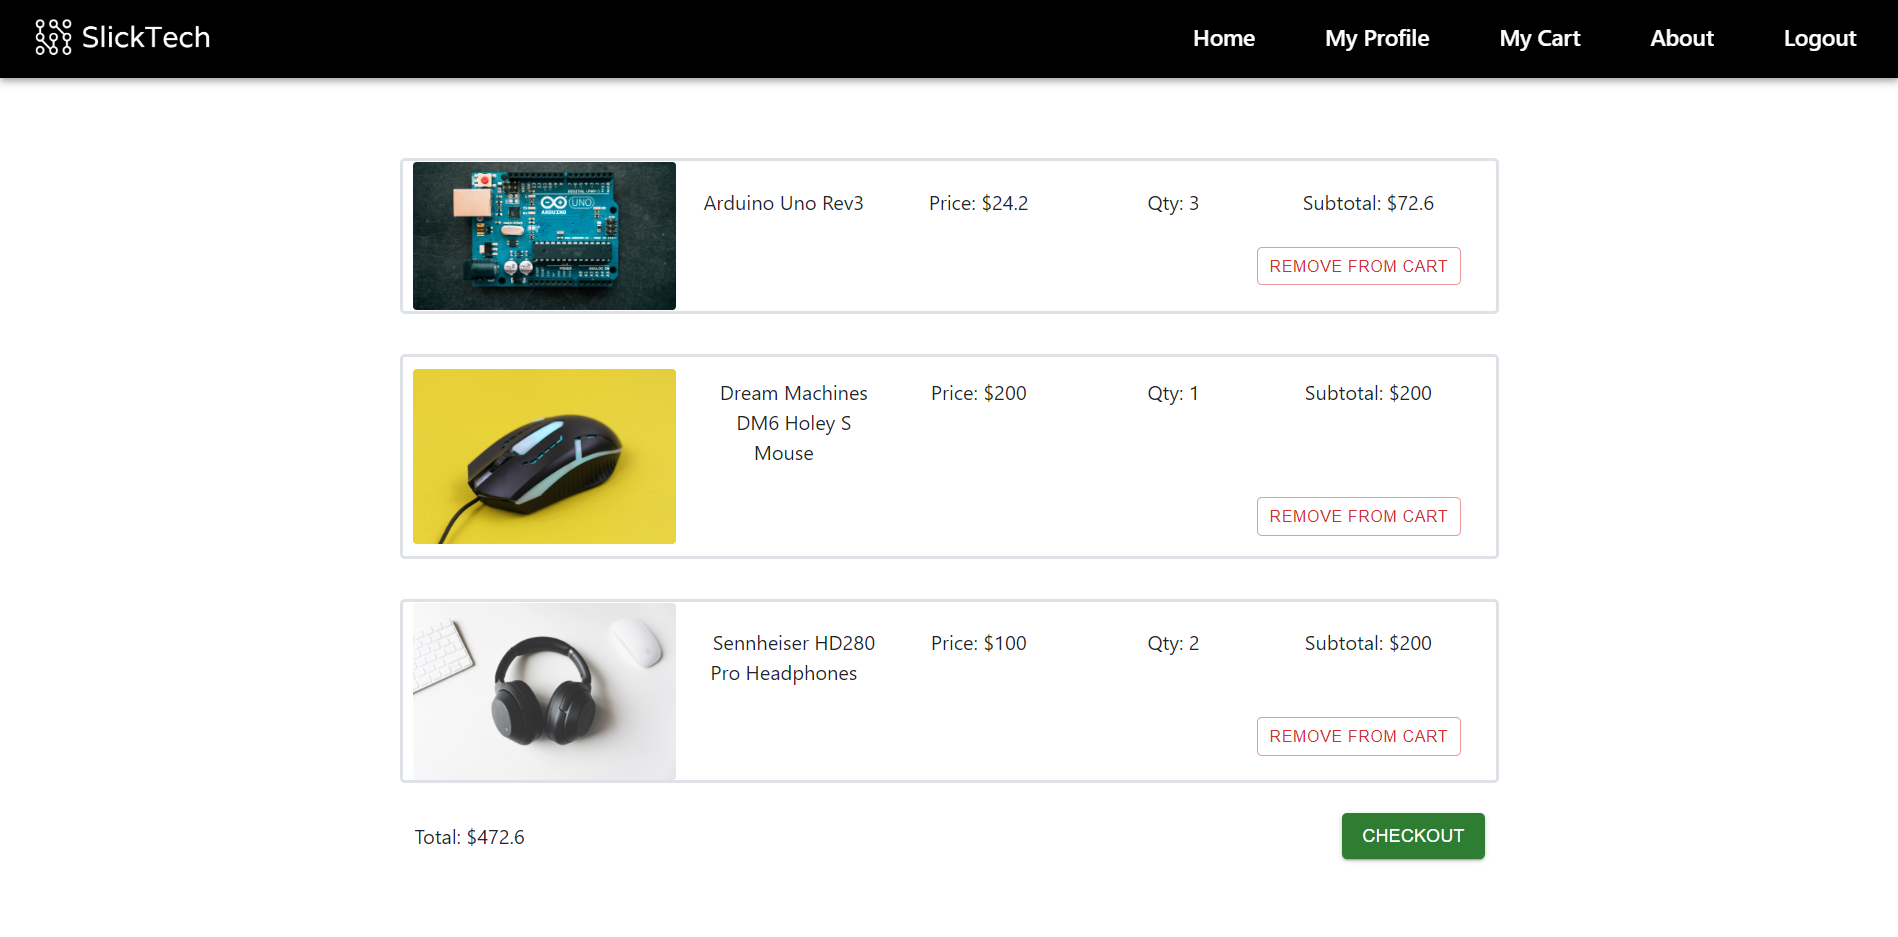 SlickTech
Home My Profile My Cart About Logout
UNO
ARDUINO
Arduino Uno Rev3 Price: $24.2 Qty: 3 Subtotal: $72.6
REMOVE FROM CART
Dream Machines Price: $200 Qty: 1 Subtotal: $200
DM6 Holey S
Mouse
REMOVE FROM CART
Sennheiser HD280 Price: $100 Qty: 2 Subtotal: $200
Pro Headphones
REMOVE FROM CART
Total: $472.6 CHECKOUT